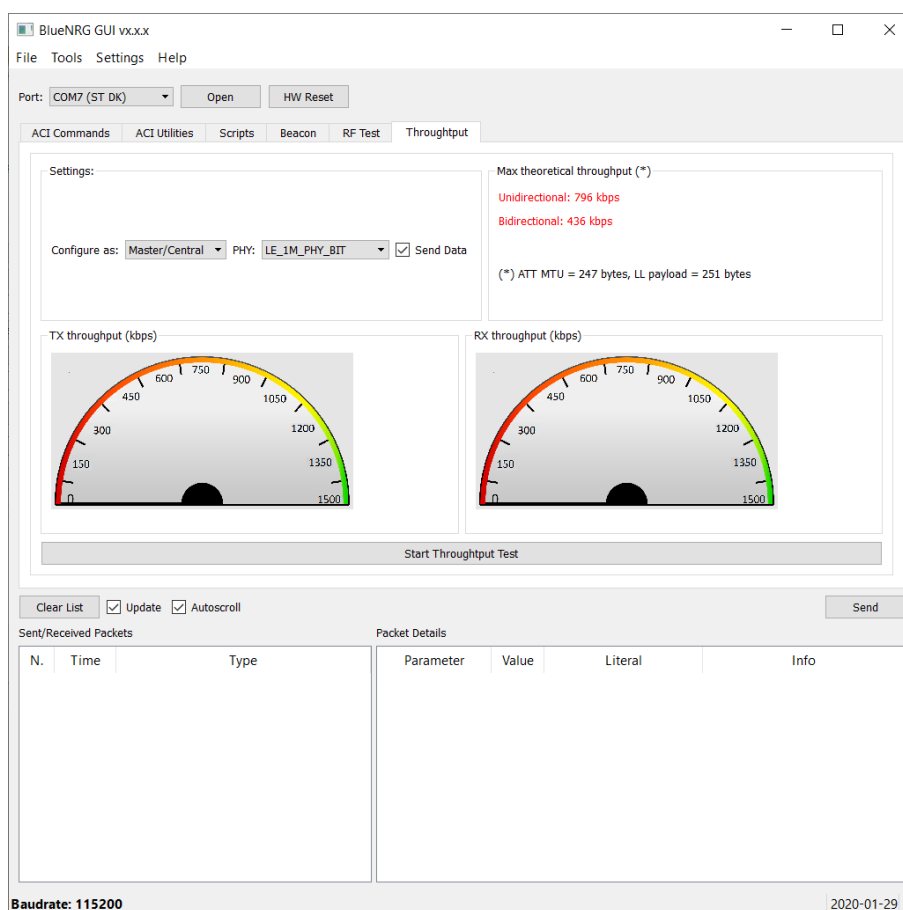 BlueNRG GUI vx.x.x
File Tools Settings Help
Port: COM7 (ST DK) Open HW Reset
ACI Commands ACI Utilities Scripts Beacon RF Test Throughtput
Settings:
Configure as: Master/Central PHY: LE_1M_PHY_BIT Send Data
Max theoretical throughput (*)
Unidirectional: 796 kbps
Bidirectional: 436 kbps
(*) ATT MTU = 247 bytes, LL payload = 251 bytes
TX throughput (kbps)
0 150 300 450 600 750 900 1050 1200 1350 1500
RX throughput (kbps)
0 150 300 450 600 750 900 1050 1200 1350 1500
Start Throughtput Test
Clear List Update Autoscroll Send
Sent/Received Packets
N. Time Type
Packet Details
Parameter Value Literal Info
Baudrate: 115200 2020-01-29